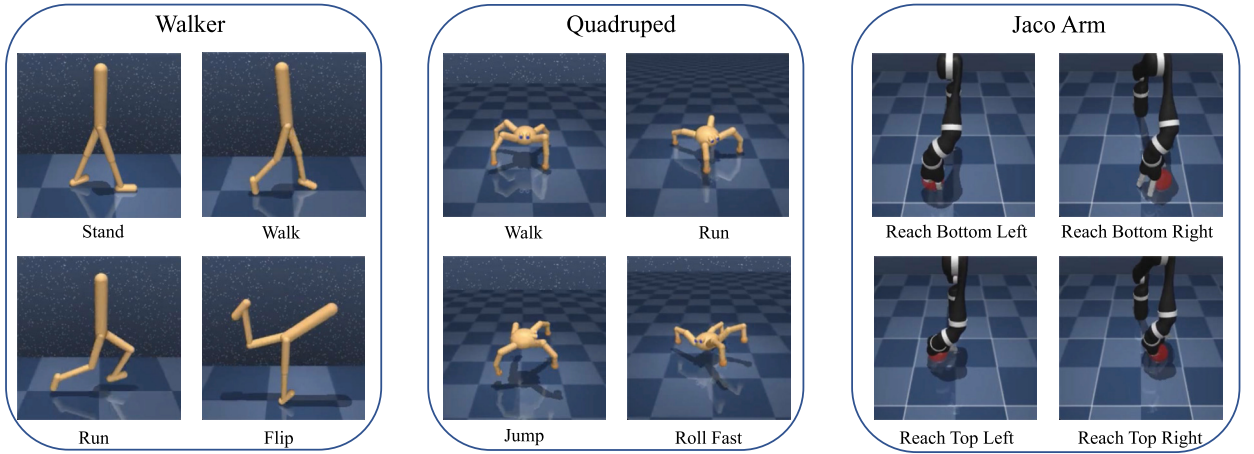 Walker
Stand
Walk
Run
Flip
Quadruped
Walk
Run
Jump
Roll Fast
Jaco Arm
Reach Bottom Left
Reach Bottom Right
Reach Top Left
Reach Top Right